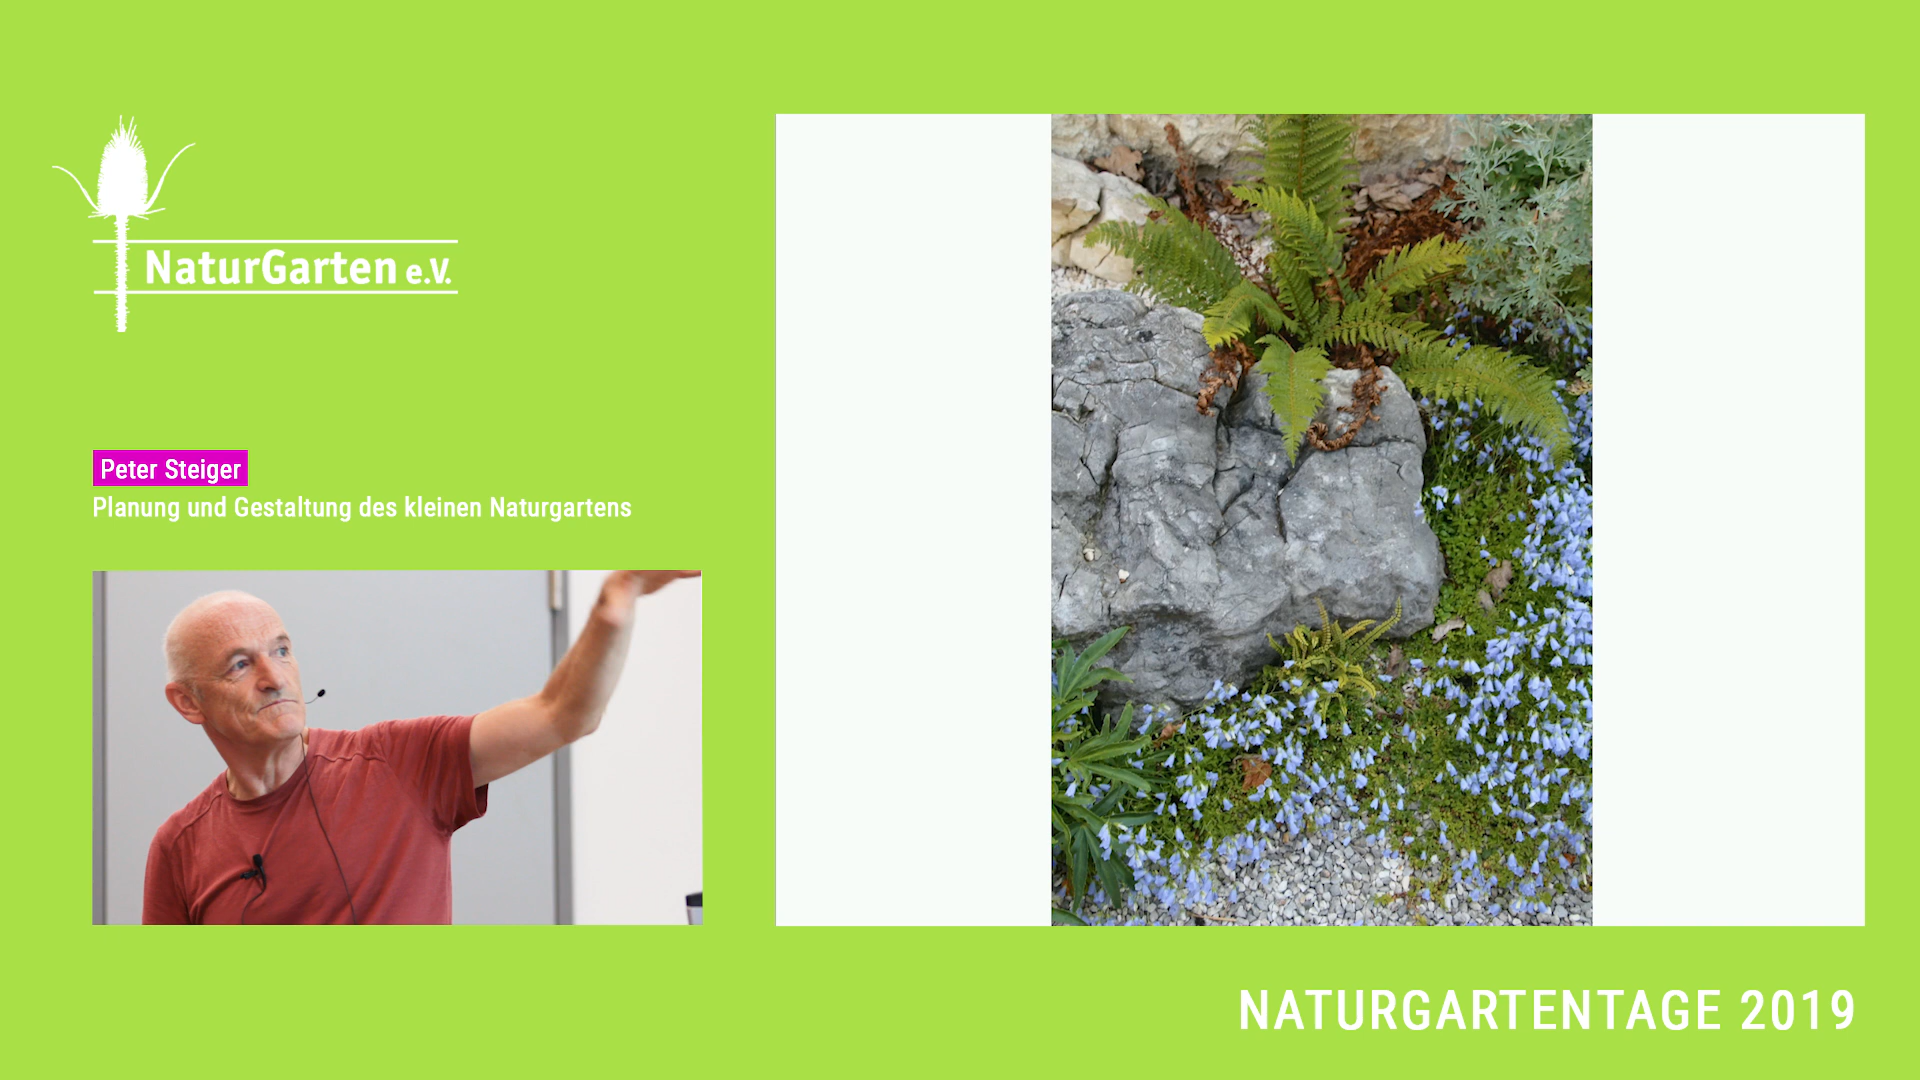 NaturGarten e.V.
Peter Steiger
Planung und Gestaltung des kleinen Naturgartens
NATURGARTENTAGE 2019